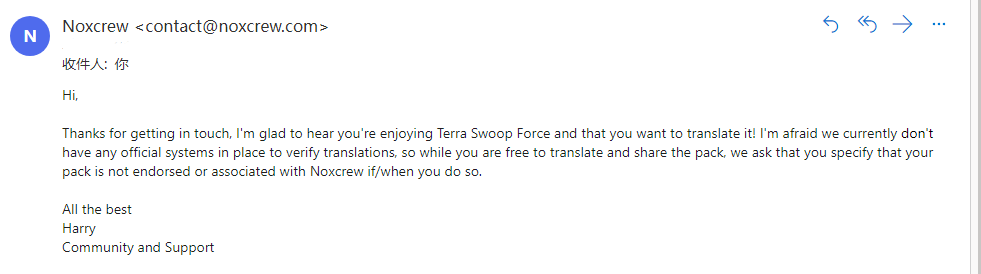 N
Noxcrew <contact@noxcrew.com>
收件人: 你
Hi,
Thanks for getting in touch, I'm glad to hear you're enjoying Terra Swoop Force and that you want to translate it! I'm afraid we currently don't
have any official systems in place to verify translations, so while you are free to translate and share the pack, we ask that you specify that your
pack is not endorsed or associated with Noxcrew if/when you do so.
All the best
Harry
Community and Support